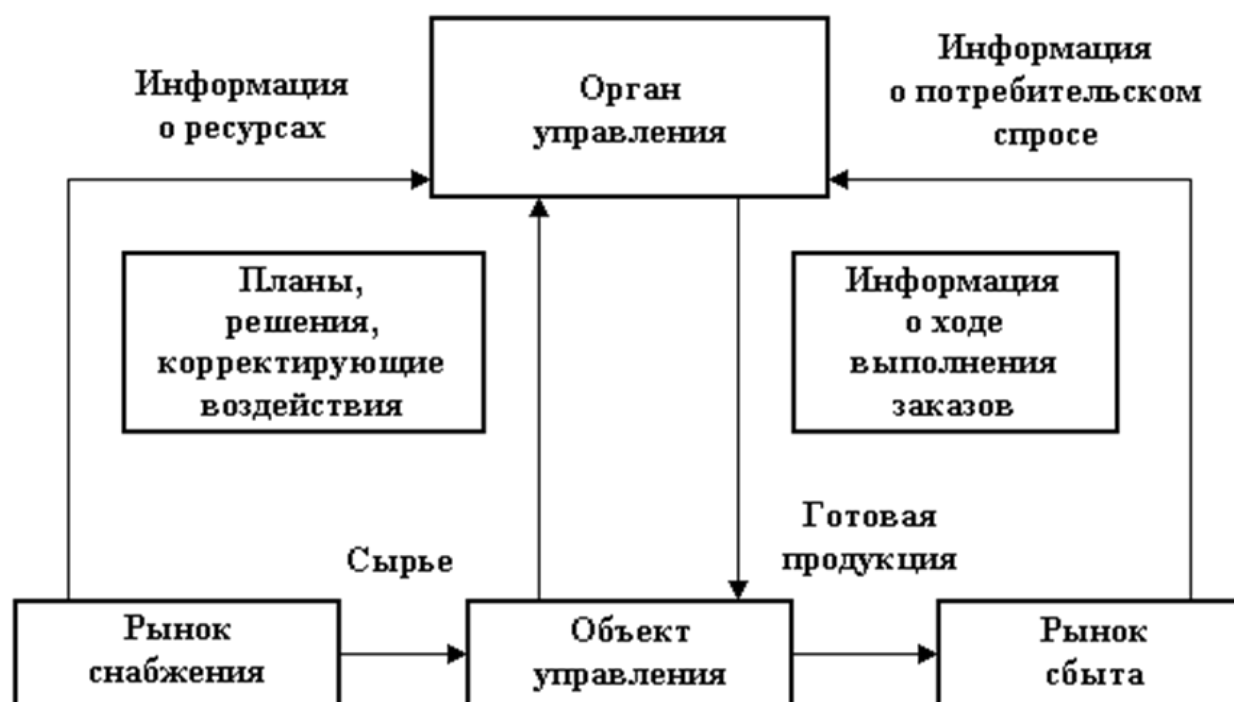 Информация
о ресурсах
Орган
управления
Информация
о потребительском
спросе
Планы,
решения,
корректирующие
воздействия
Информация
о ходе
выполнения
заказов
Сырье
Готовая
продукция
Рынок
снабжения
Объект
управления
Рынок
сбыта